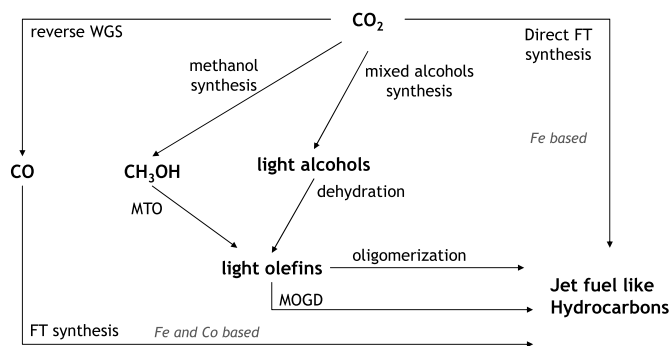 CO₂
reverse WGS
Direct FT
synthesis
methanol
synthesis
mixed alcohols
synthesis
Fe based
CO
CH₃OH
light alcohols
MTO
dehydration
light olefins
oligomerization
MOGD
Jet fuel like
Hydrocarbons
FT synthesis
Fe and Co based